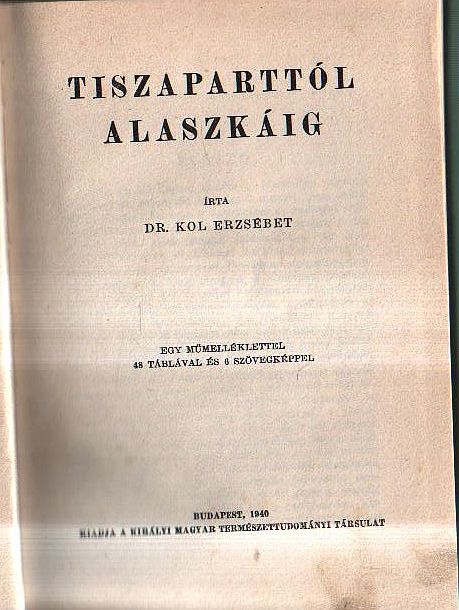 TISZAPARTTÓL
ALASZKÁIG
ÍRTA
DR. KOL ERZSÉBET
EGY MŰMELLÉKLETTEL
48 TÁBLÁVAL ÉS 6 SZÖVEGKÉPPEL
BUDAPEST, 1940
KIADJA A KIRÁLYI MAGYAR TERMÉSZETTUDOMÁNYI TÁRSULAT